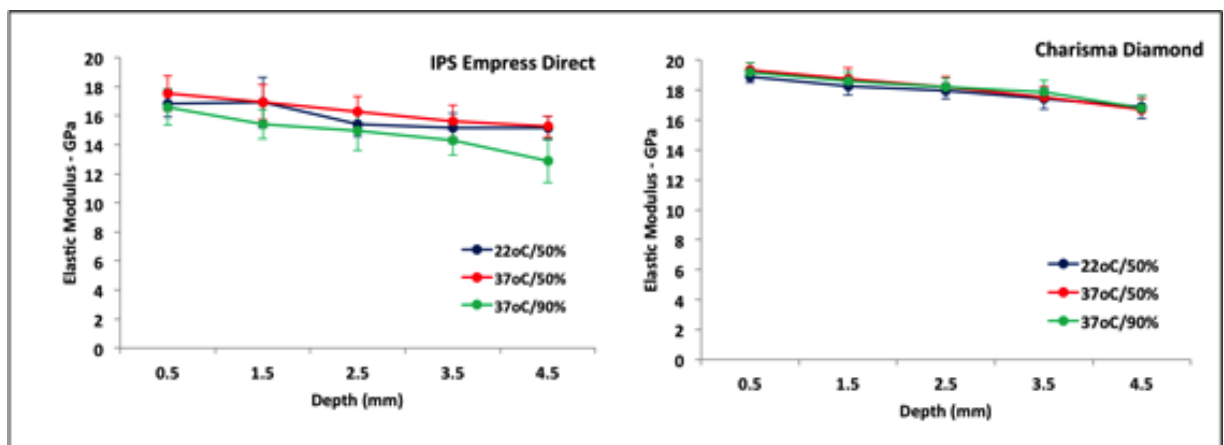 IPS Empress Direct
Elastic Modulus - GPa
20
18
16
14
12
10
8
6
4
2
0
22oC/50%
37oC/50%
37oC/90%
0.5 1.5 2.5 3.5 4.5
Depth (mm)
Charisma Diamond
Elastic Modulus - GPa
20
18
16
14
12
10
8
6
4
2
0
22oC/50%
37oC/50%
37oC/90%
0.5 1.5 2.5 3.5 4.5
Depth (mm)